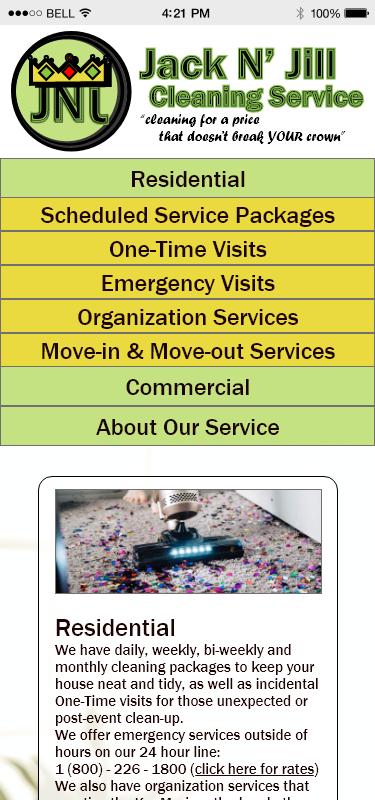 BELL 4:21 PM 100%
JNL
Jack N’ Jill
Cleaning Service
“cleaning for a price
that doesn't break YOUR crown”
Residential
Scheduled Service Packages
One-Time Visits
Emergency Visits
Organization Services
Move-in & Move-out Services
Commercial
About Our Service
Residential
We have daily, weekly, bi-weekly and
monthly cleaning packages to keep your
house neat and tidy, as well as incidental
One-Time visits for those unexpected or
post-event clean-up.
We offer emergency services outside of
hours on our 24 hour line:
1 (800) - 226 - 1800 (click here for rates)
We also have organization services that